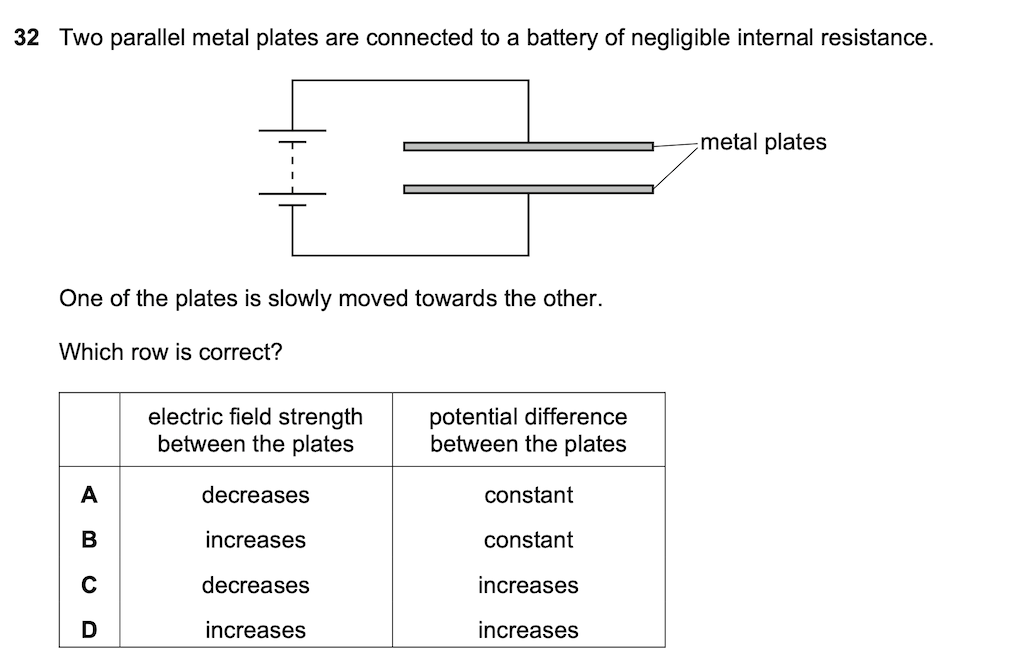 32 Two parallel metal plates are connected to a battery of negligible internal resistance.
metal plates
One of the plates is slowly moved towards the other.
Which row is correct?
electric field strength between the plates potential difference between the plates
A decreases constant
B increases constant
C decreases increases
D increases increases